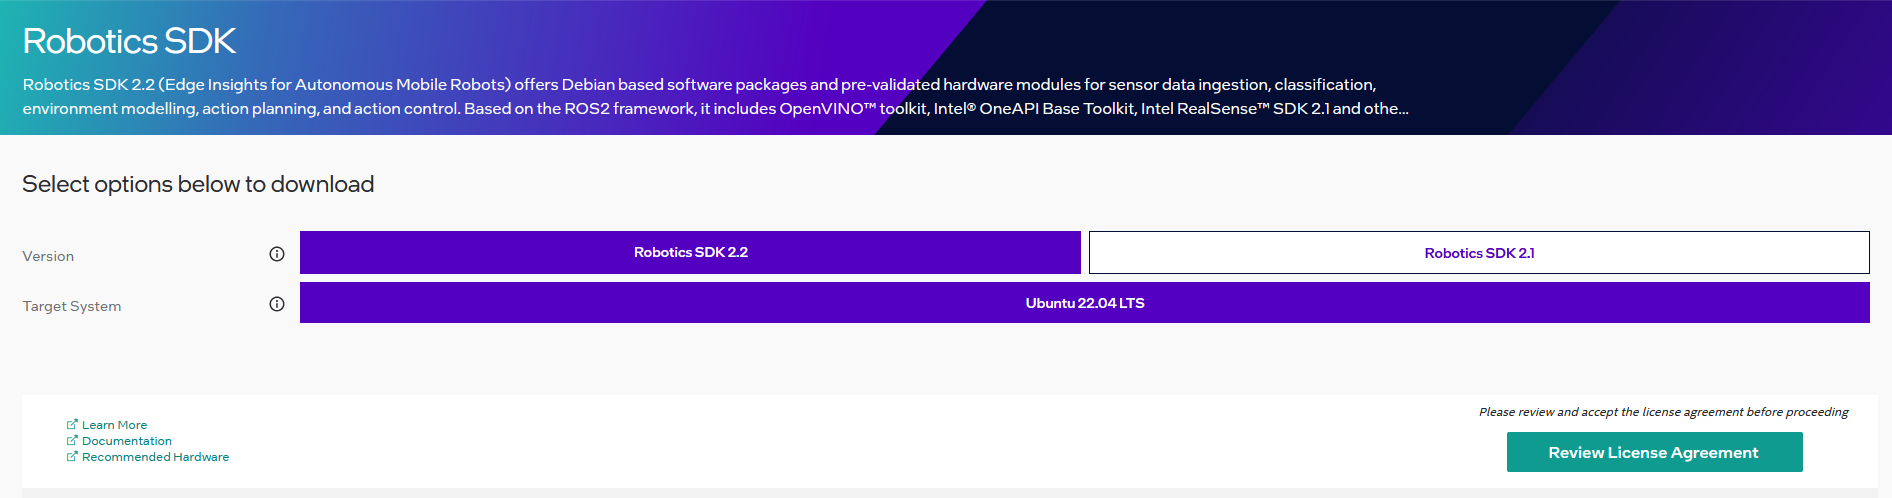 Robotics SDK
Robotics SDK 2.2 (Edge Insights for Autonomous Mobile Robots) offers Debian based software packages and pre-validated hardware modules for sensor data ingestion, classification,
environment modelling, action planning, and action control. Based on the ROS2 framework, it includes OpenVINO™ toolkit, Intel® OneAPI Base Toolkit, Intel RealSense™ SDK 2.1 and othe...
Select options below to download
Version
Robotics SDK 2.2
Robotics SDK 2.1
Target System
Ubuntu 22.04 LTS
Learn More
Documentation
Recommended Hardware
Please review and accept the license agreement before proceeding
Review License Agreement